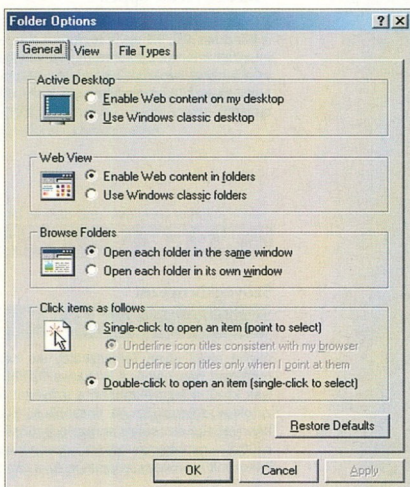 Folder Options
General View File Types
Active Desktop
Enable Web content on my desktop
Use Windows classic desktop
Web View
Enable Web content in folders
Use Windows classic folders
Browse Folders
Open each folder in the same window
Open each folder in its own window
Click items as follows
Single-click to open an item (point to select)
Underline icon titles consistent with my browser
Underline icon titles only when I point at them
Double-click to open an item (single-click to select)
Restore Defaults
OK Cancel Apply